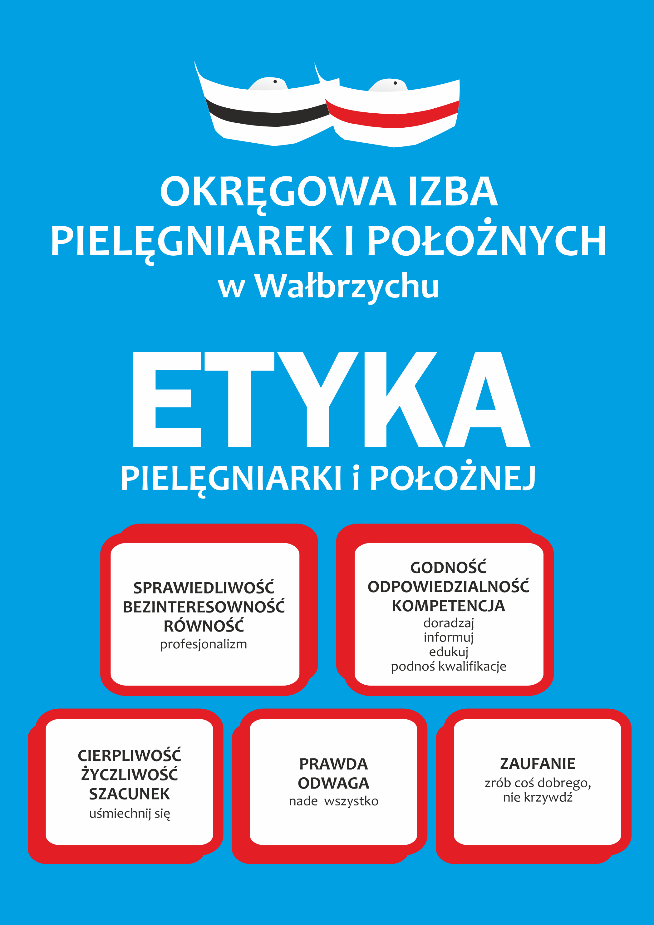 OKRĘGOWA IZBA
PIELĘGNIAREK I POŁOŻNYCH
w Wałbrzychu
ETYKA
PIELĘGNIARKI i POŁOŻNEJ
SPRAWIEDLIWOŚĆ
BEZINTERESOWNOŚĆ
RÓWNOŚĆ
profesjonalizm
GODNOŚĆ
ODPOWIEDZIALNOŚĆ
KOMPETENCJA
doradzaj
informuj
edukuj
podnoś kwalifikacje
CIERPLIWOŚĆ
ŻYCZLIWOŚĆ
SZACUNEK
uśmiechnij się
PRAWDA
ODWAGA
nade wszystko
ZAUFANIE
zrób coś dobrego,
nie krzywdź